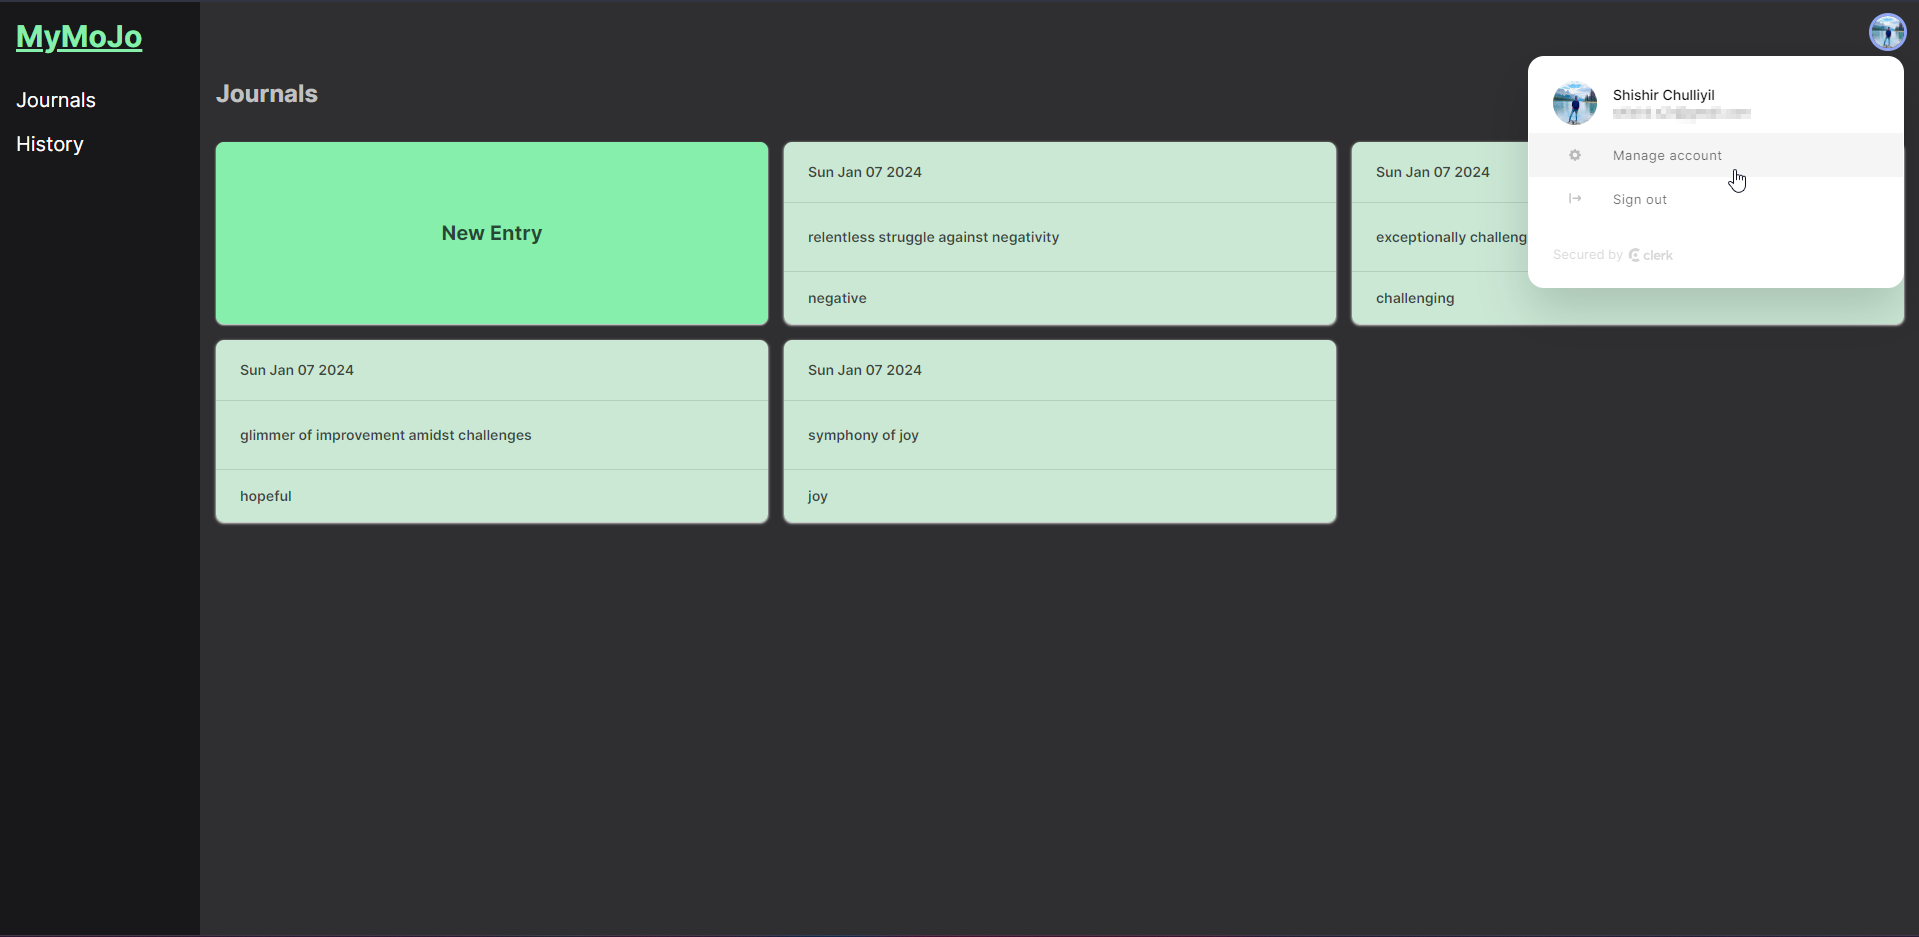 MyMoJo
Journals
History
Journals
New Entry
Sun Jan 07 2024
relentless struggle against negativity
negative
Sun Jan 07 2024
exceptionally
challenging
Sun Jan 07 2024
glimmer of improvement amidst challenges
hopeful
Sun Jan 07 2024
symphony of joy
joy
Shishir Chulliyil
Manage account
Sign out
Secured by clerk